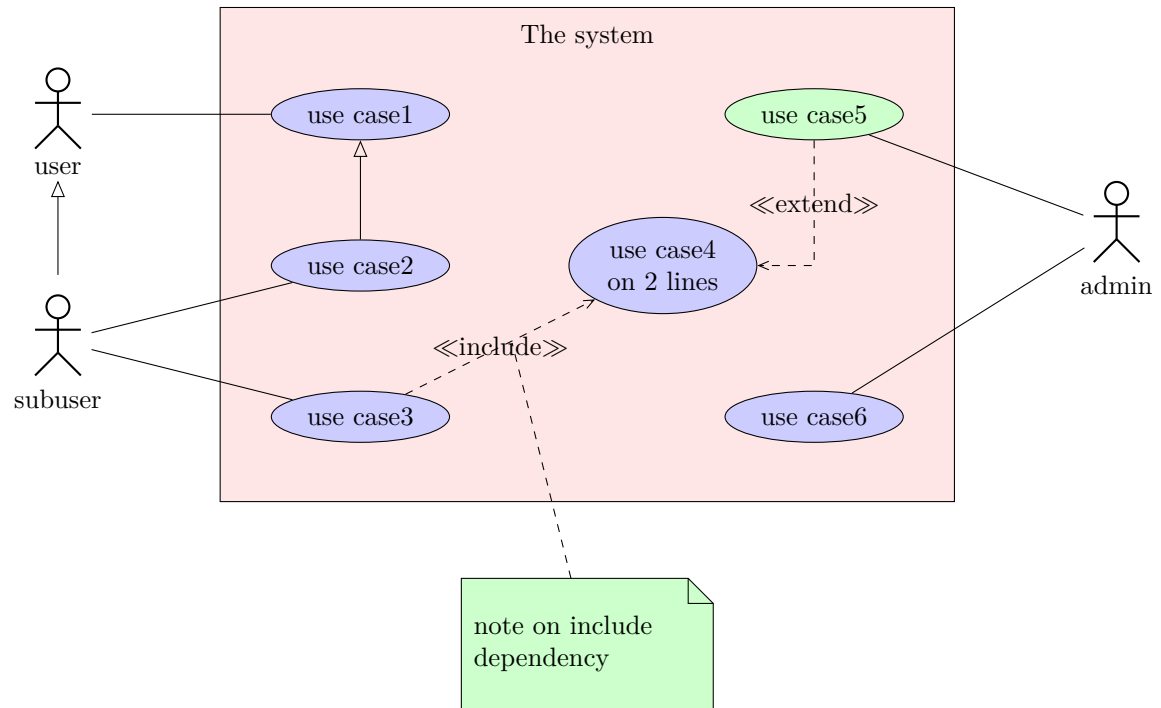 The system
user
use case1
use case5
≪extend≫
use case2
use case4
on 2 lines
admin
≪include≫
subuser
use case3
use case6
note on include
dependency